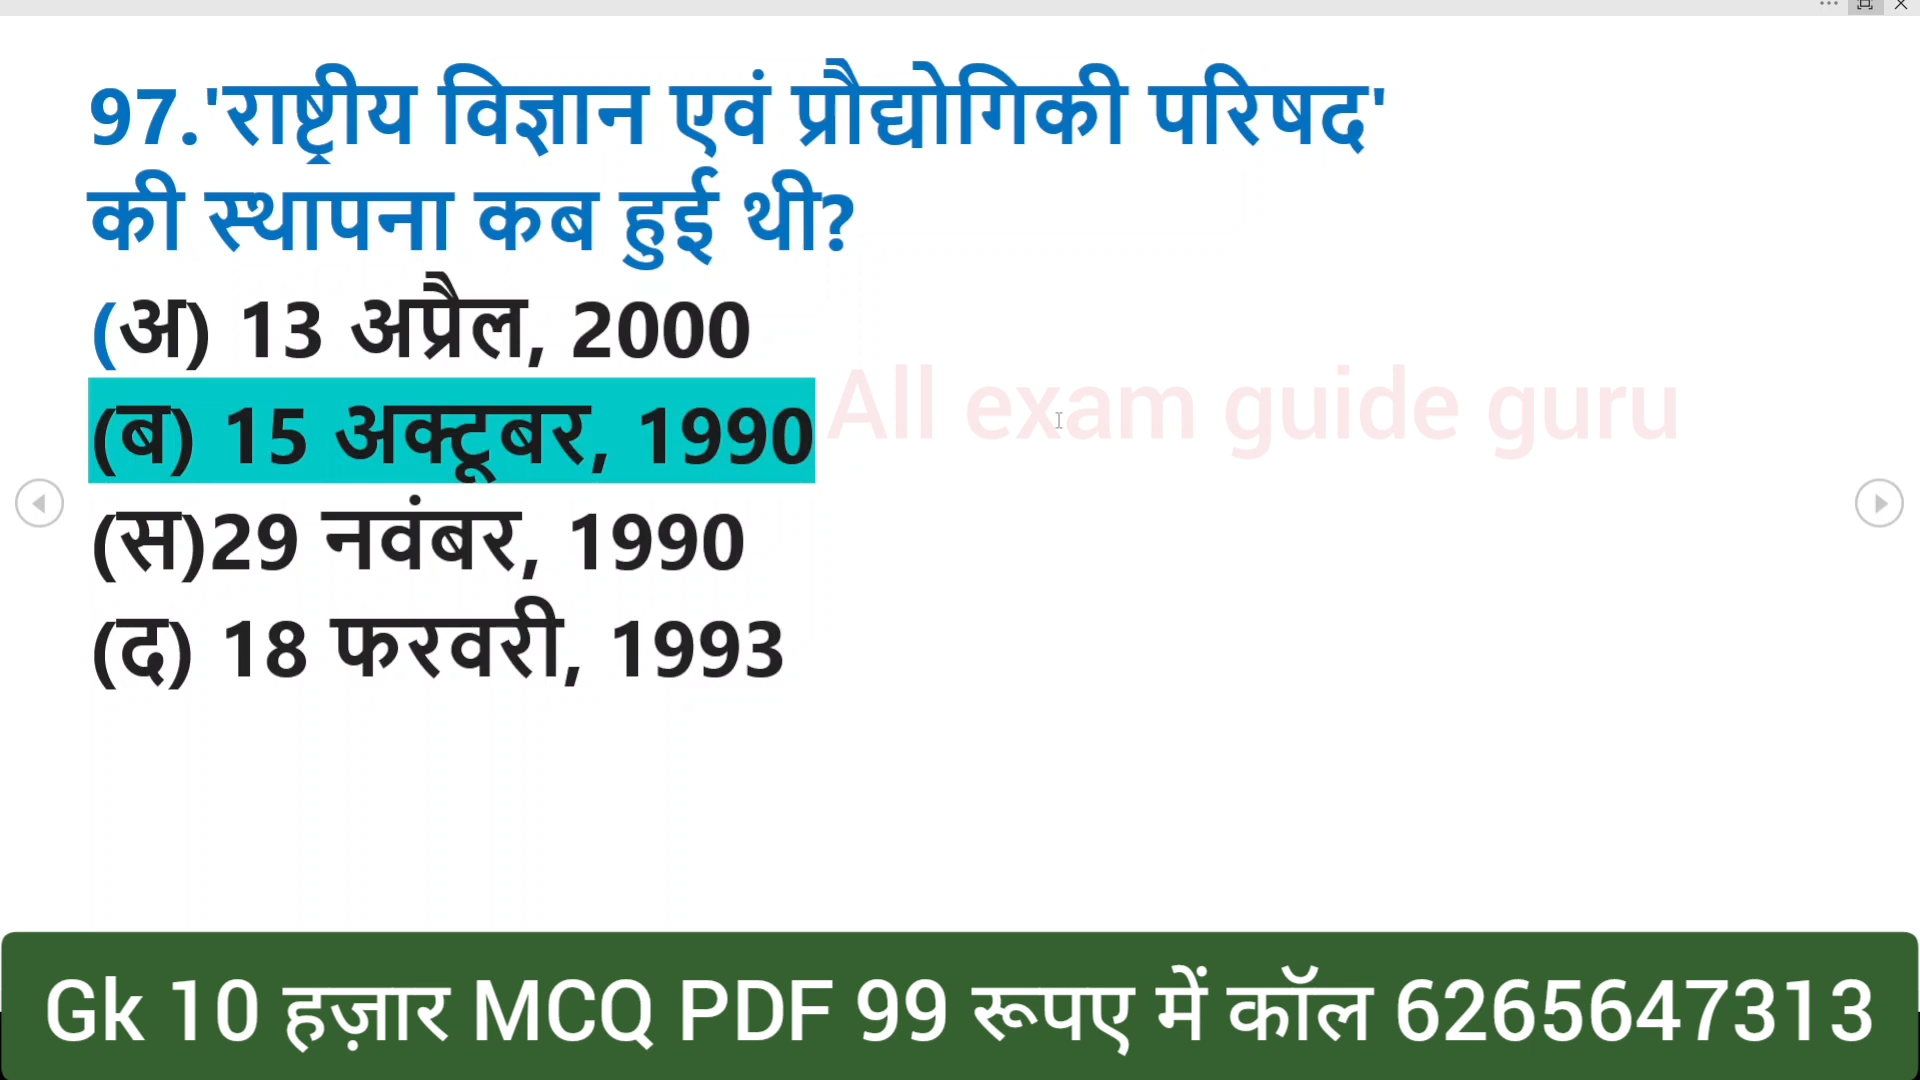 97.'राष्ट्रीय विज्ञान एवं प्रौद्योगिकी परिषद'
की स्थापना कब हुई थी?
(अ) 13 अप्रैल, 2000
(ब) 15 अक्टूबर, 1990
All exam guide guru
(स)29 नवंबर, 1990
(द) 18 फरवरी, 1993
Gk 10 हज़ार MCQ PDF 99 रूपए में कॉल 6265647313